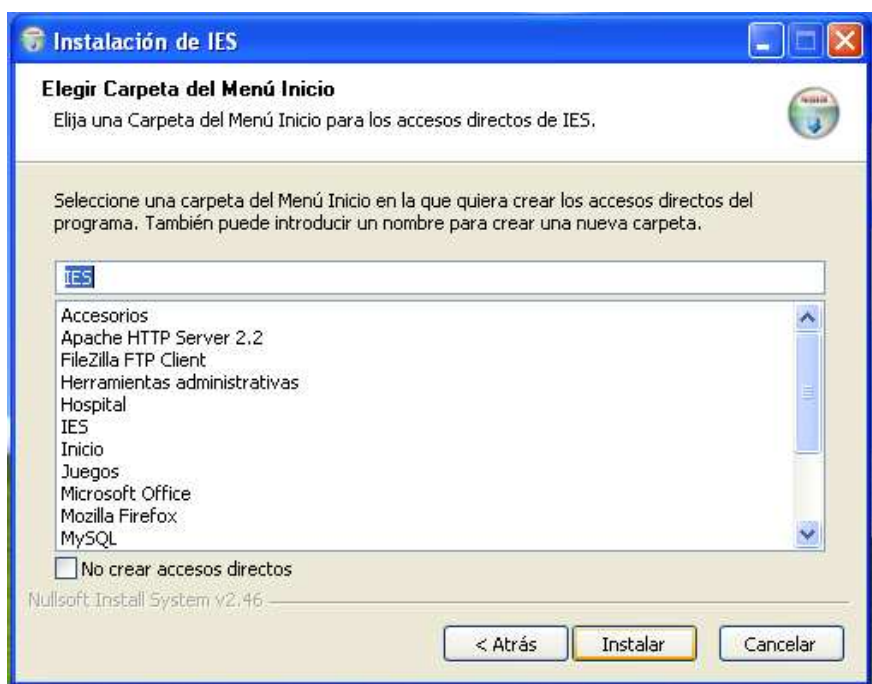 Instalación de IES
Elegir Carpeta del Menú Inicio
Elija una Carpeta del Menú Inicio para los accesos directos de IES.
Seleccione una carpeta del Menú Inicio en la que quiera crear los accesos directos del
programa. También puede introducir un nombre para crear una nueva carpeta.
IES
Accesorios
Apache HTTP Server 2.2
FileZilla FTP Client
Herramientas administrativas
Hospital
IES
Inicio
Juegos
Microsoft Office
Mozilla Firefox
MySQL
No crear accesos directos
Nullsoft Install System v2.46
< Atrás
Instalar
Cancelar